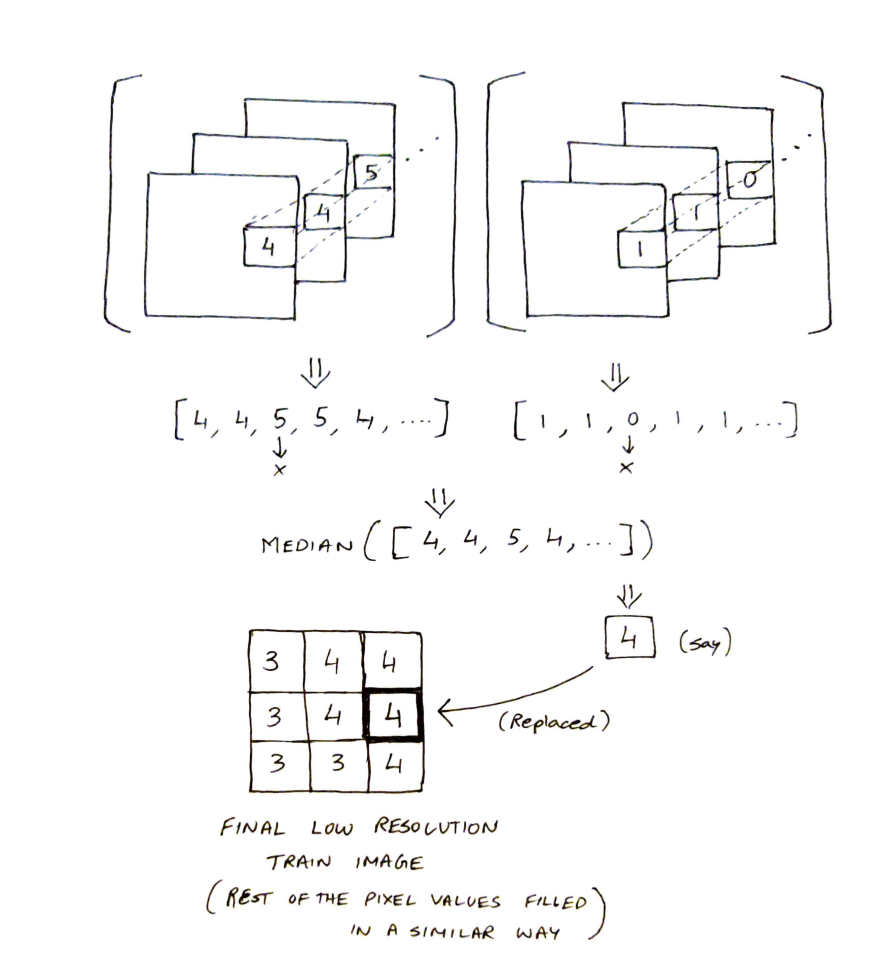 5 0
4 1
4 1
[4, 4, 5, 5, 4, ....] [1, 1, 0, 1, 1, ...]
x x
MEDIAN ([4, 4, 5, 4, ...])
4 (say)
3 4 4
3 4 4
(Replaced)
3 3 4
FINAL LOW RESOLUTION
TRAIN IMAGE
(REST OF THE PIXEL VALUES FILLED
IN A SIMILAR WAY)